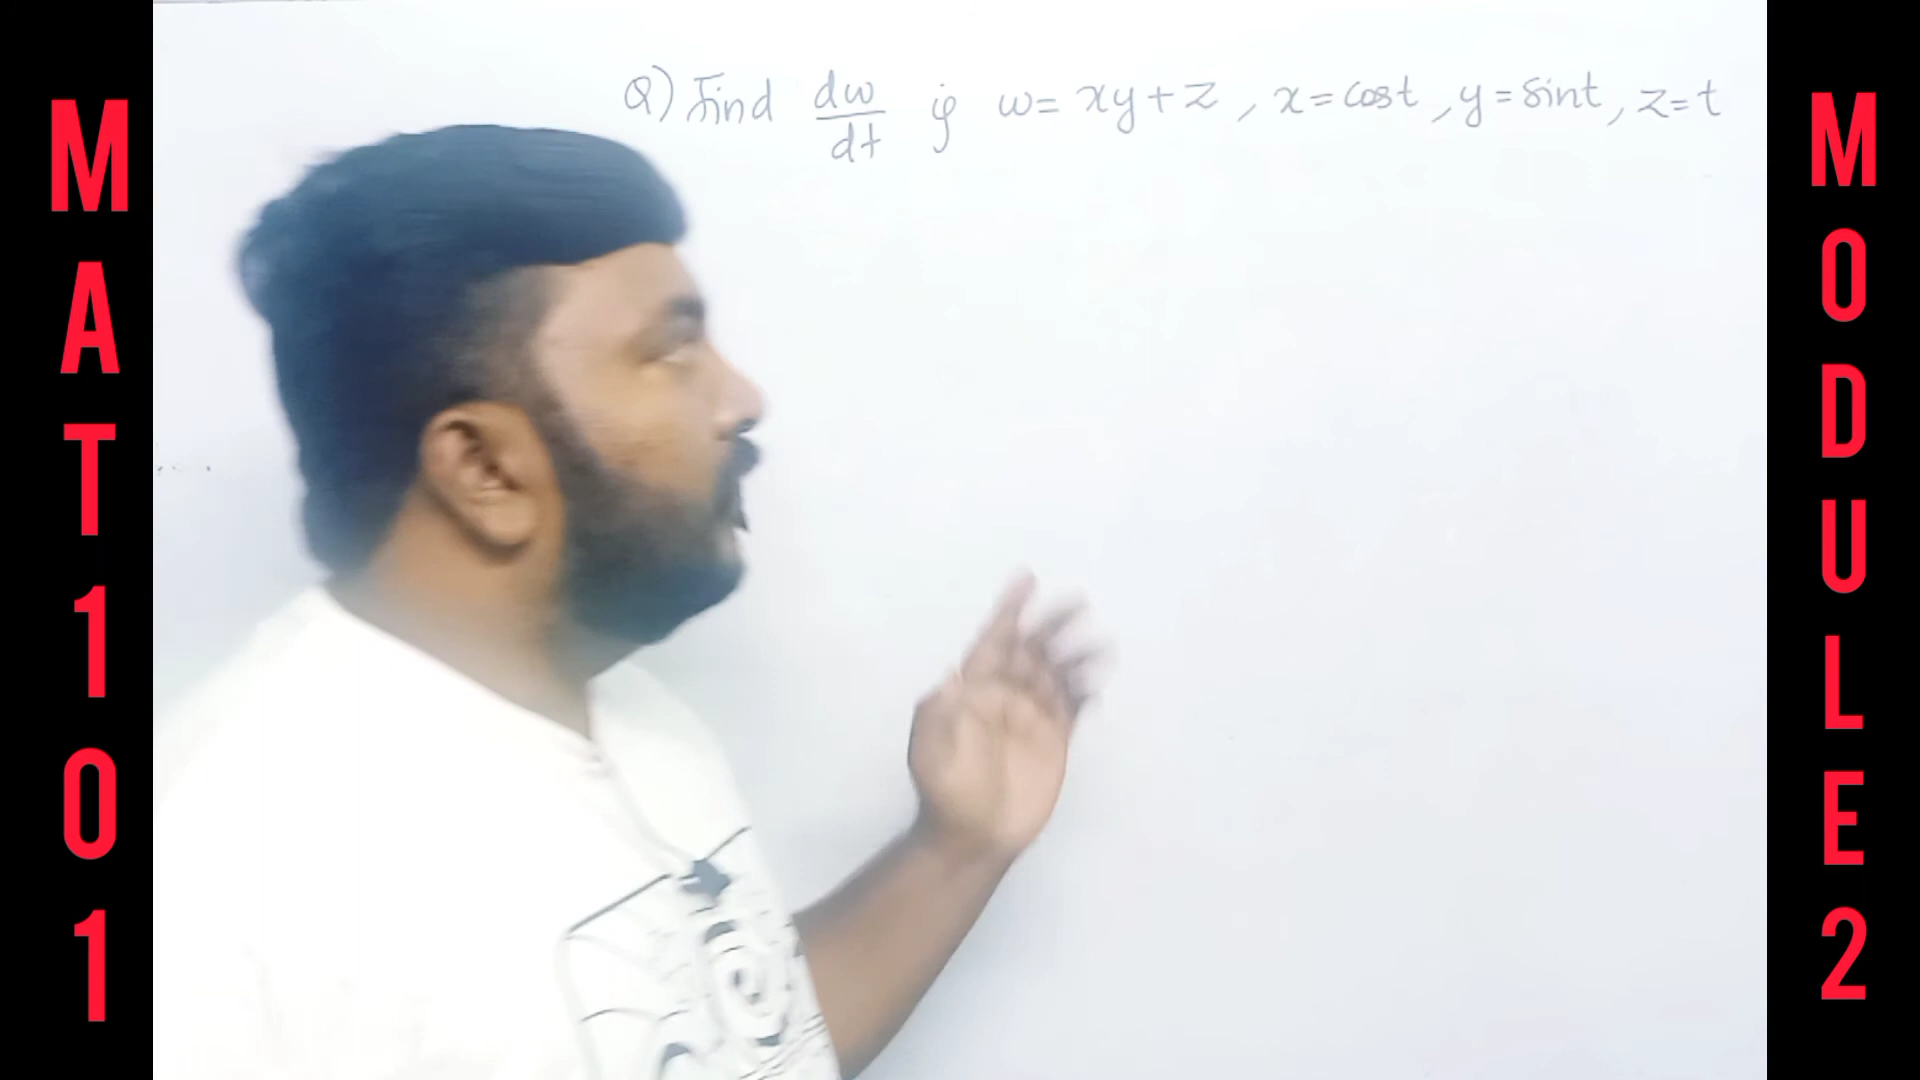 MAT101
Q) Find dw/dt if w = xy + z, x = cost, y = sint, z = t
MODULE2